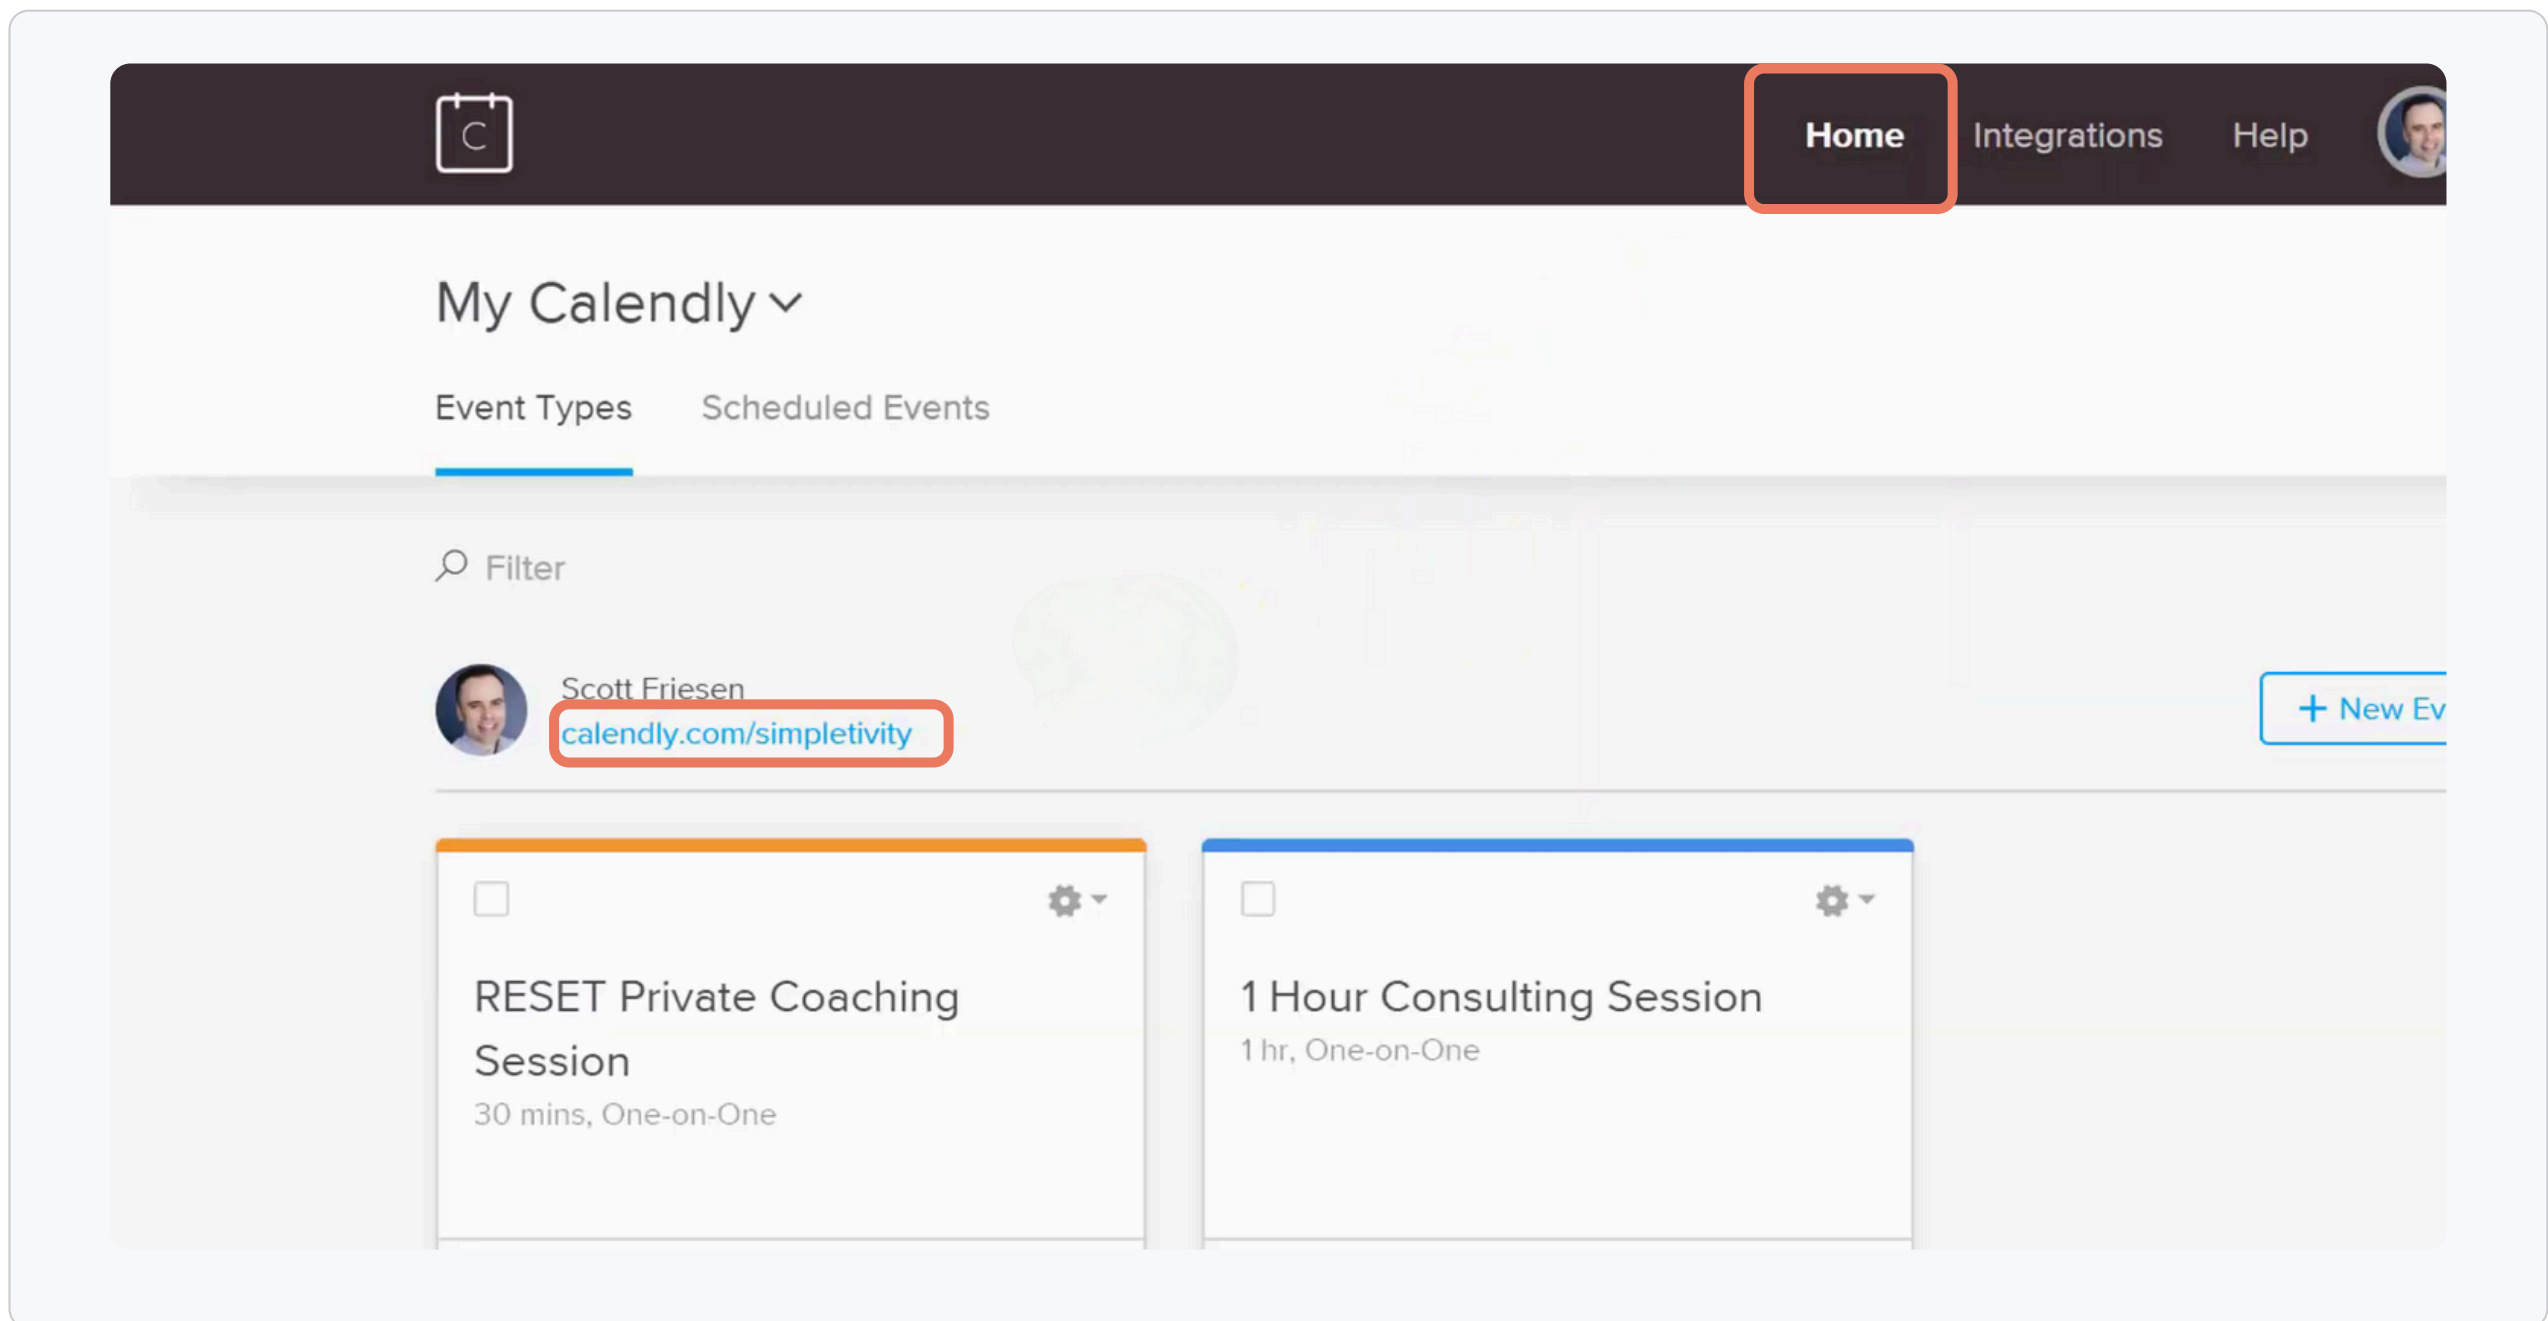 C
Home Integrations Help
My Calendly
Event Types Scheduled Events
Filter
Scott Friesen
calendly.com/simpletivity
+ New Ev
RESET Private Coaching
Session
30 mins, One-on-One
1 Hour Consulting Session
1 hr, One-on-One